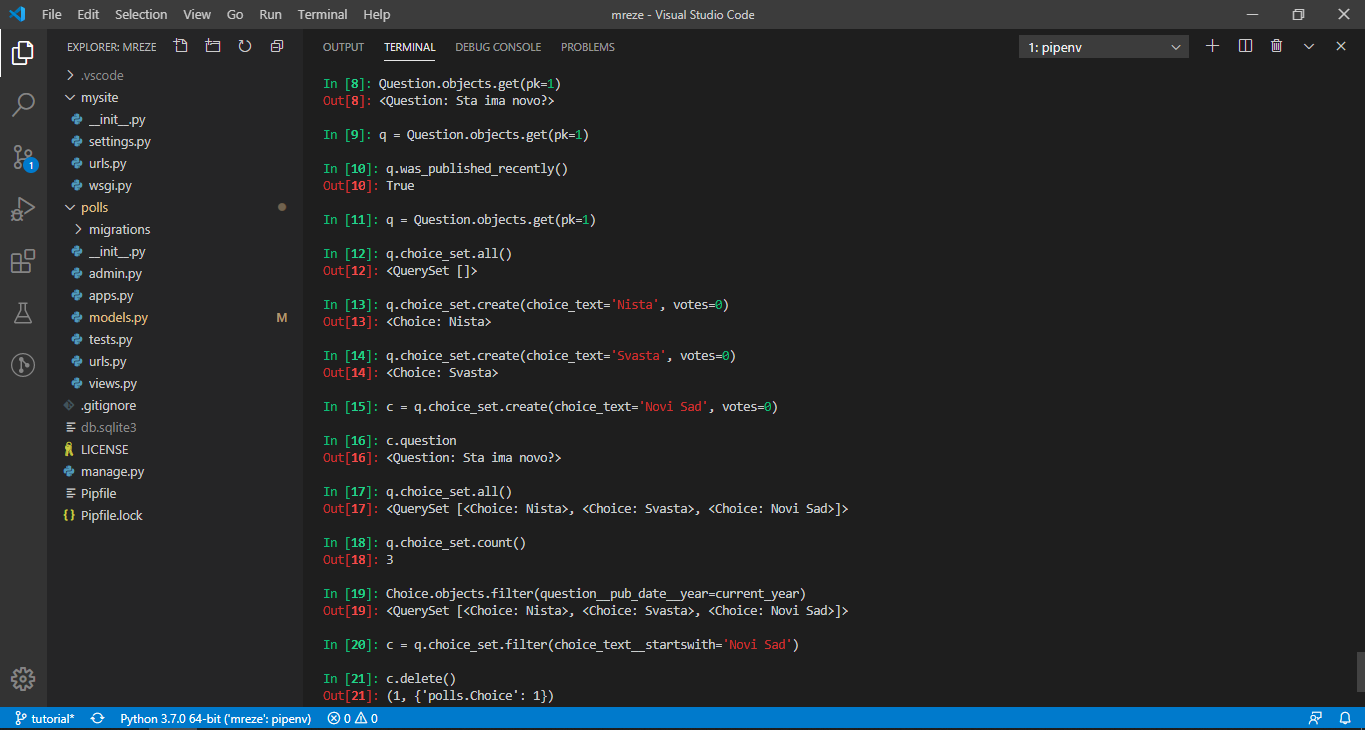 File Edit Selection View Go Run Terminal Help mreze - Visual Studio Code
EXPLORER: MREZE
.vscode
mysite
__init__.py
settings.py
urls.py
wsgi.py
polls
migrations
__init__.py
admin.py
apps.py
models.py M
tests.py
urls.py
views.py
.gitignore
db.sqlite3
LICENSE
manage.py
Pipfile
{} Pipfile.lock
1
OUTPUT TERMINAL DEBUG CONSOLE PROBLEMS 1: pipenv
In [8]: Question.objects.get(pk=1)
Out[8]: <Question: Sta ima novo?>
In [9]: q = Question.objects.get(pk=1)
In [10]: q.was_published_recently()
Out[10]: True
In [11]: q = Question.objects.get(pk=1)
In [12]: q.choice_set.all()
Out[12]: <QuerySet []>
In [13]: q.choice_set.create(choice_text='Nista', votes=0)
Out[13]: <Choice: Nista>
In [14]: q.choice_set.create(choice_text='Svasta', votes=0)
Out[14]: <Choice: Svasta>
In [15]: c = q.choice_set.create(choice_text='Novi Sad', votes=0)
In [16]: c.question
Out[16]: <Question: Sta ima novo?>
In [17]: q.choice_set.all()
Out[17]: <QuerySet [<Choice: Nista>, <Choice: Svasta>, <Choice: Novi Sad>]>
In [18]: q.choice_set.count()
Out[18]: 3
In [19]: Choice.objects.filter(question__pub_date__year=current_year)
Out[19]: <QuerySet [<Choice: Nista>, <Choice: Svasta>, <Choice: Novi Sad>]>
In [20]: c = q.choice_set.filter(choice_text__startswith='Novi Sad')
In [21]: c.delete()
Out[21]: (1, {'polls.Choice': 1})
tutorial* Python 3.7.0 64-bit ('mreze': pipenv) 0 0